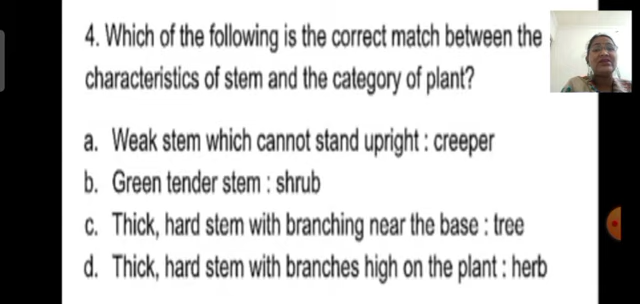 4. Which of the following is the correct match between the
characteristics of stem and the category of plant?
a. Weak stem which cannot stand upright : creeper
b. Green tender stem : shrub
c. Thick, hard stem with branching near the base : tree
d. Thick, hard stem with branches high on the plant : herb